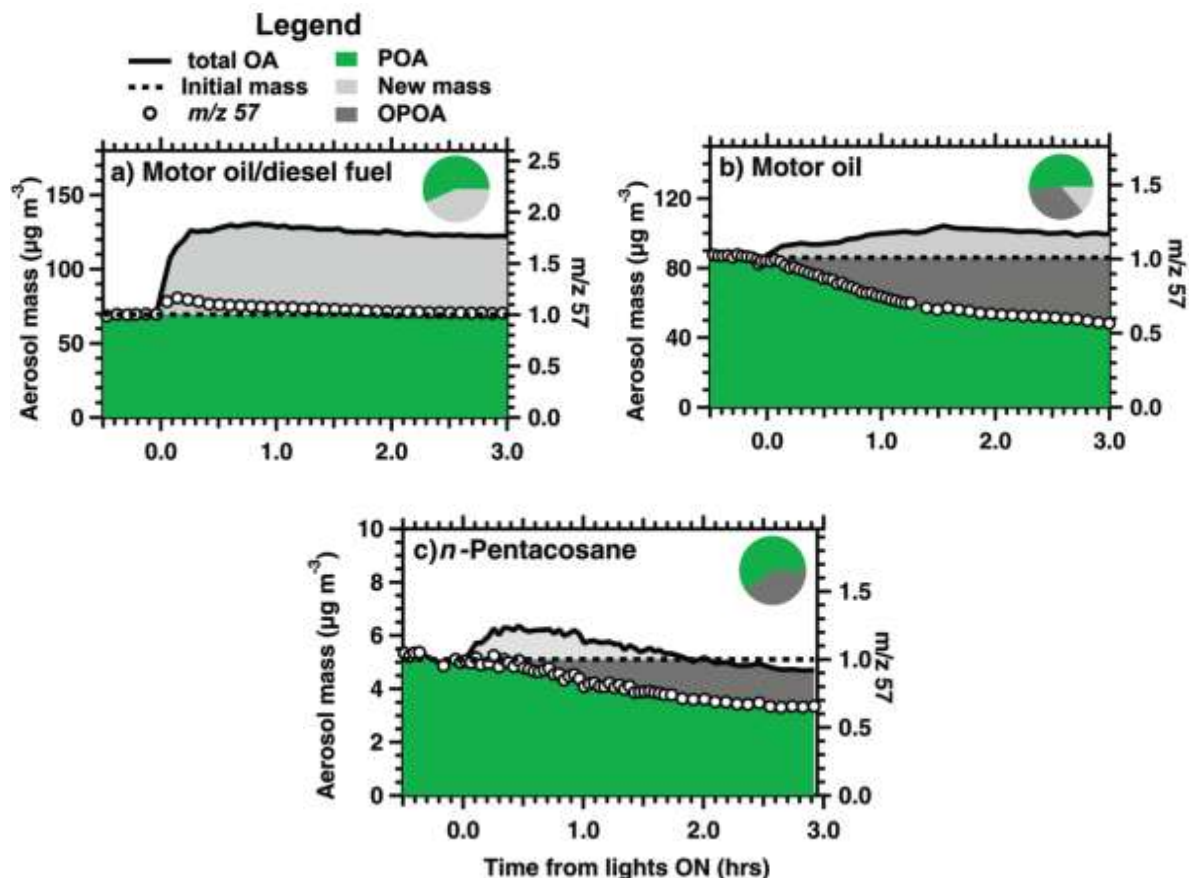 Legend
total OA
POA
Initial mass
New mass
m/z 57
OPOA
a) Motor oil/diesel fuel
Aerosol mass (µg m⁻³)
150
100
50
0
2.5
2.0
1.5
1.0
0.5
0.0
m/z 57
0.0 1.0 2.0 3.0
b) Motor oil
Aerosol mass (µg m⁻³)
120
80
40
0
1.5
1.0
0.5
0.0
m/z 57
0.0 1.0 2.0 3.0
c) n-Pentacosane
Aerosol mass (µg m⁻³)
10
8
6
4
2
0
1.5
1.0
0.5
0.0
m/z 57
0.0 1.0 2.0 3.0
Time from lights ON (hrs)